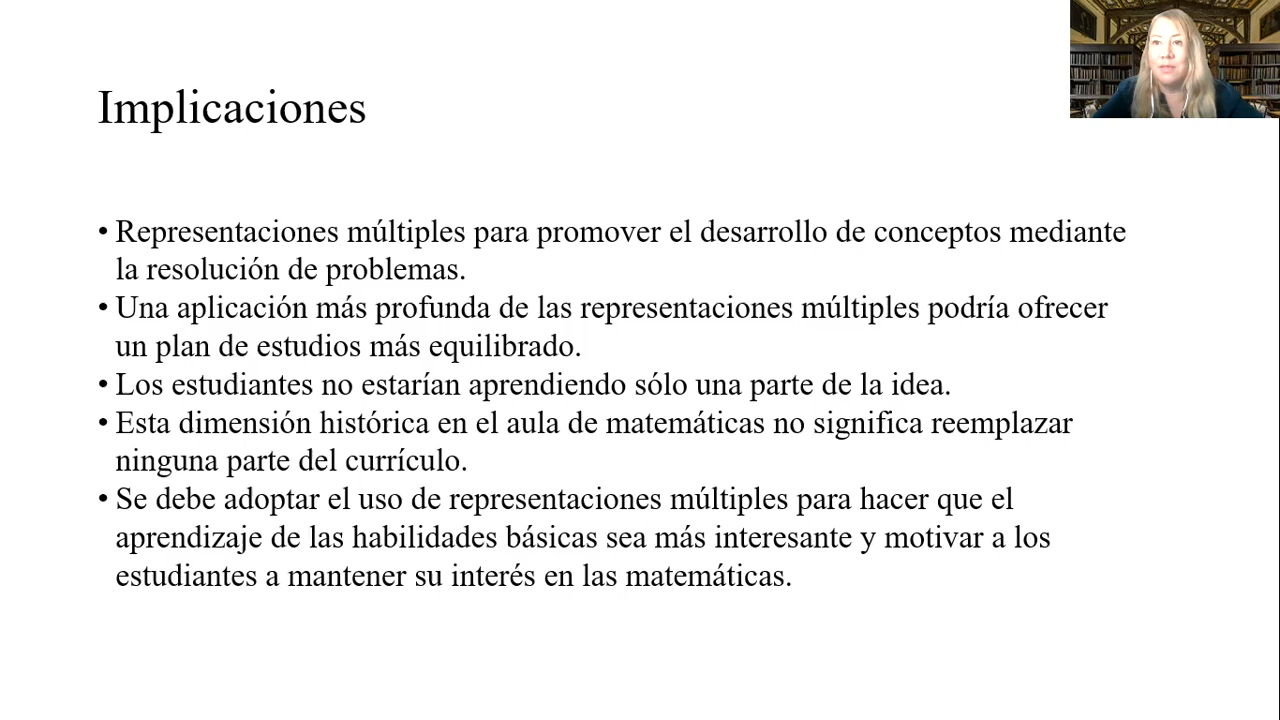 Implicaciones
• Representaciones múltiples para promover el desarrollo de conceptos mediante
la resolución de problemas.
• Una aplicación más profunda de las representaciones múltiples podría ofrecer
un plan de estudios más equilibrado.
• Los estudiantes no estarían aprendiendo sólo una parte de la idea.
• Esta dimensión histórica en el aula de matemáticas no significa reemplazar
ninguna parte del currículo.
• Se debe adoptar el uso de representaciones múltiples para hacer que el
aprendizaje de las habilidades básicas sea más interesante y motivar a los
estudiantes a mantener su interés en las matemáticas.